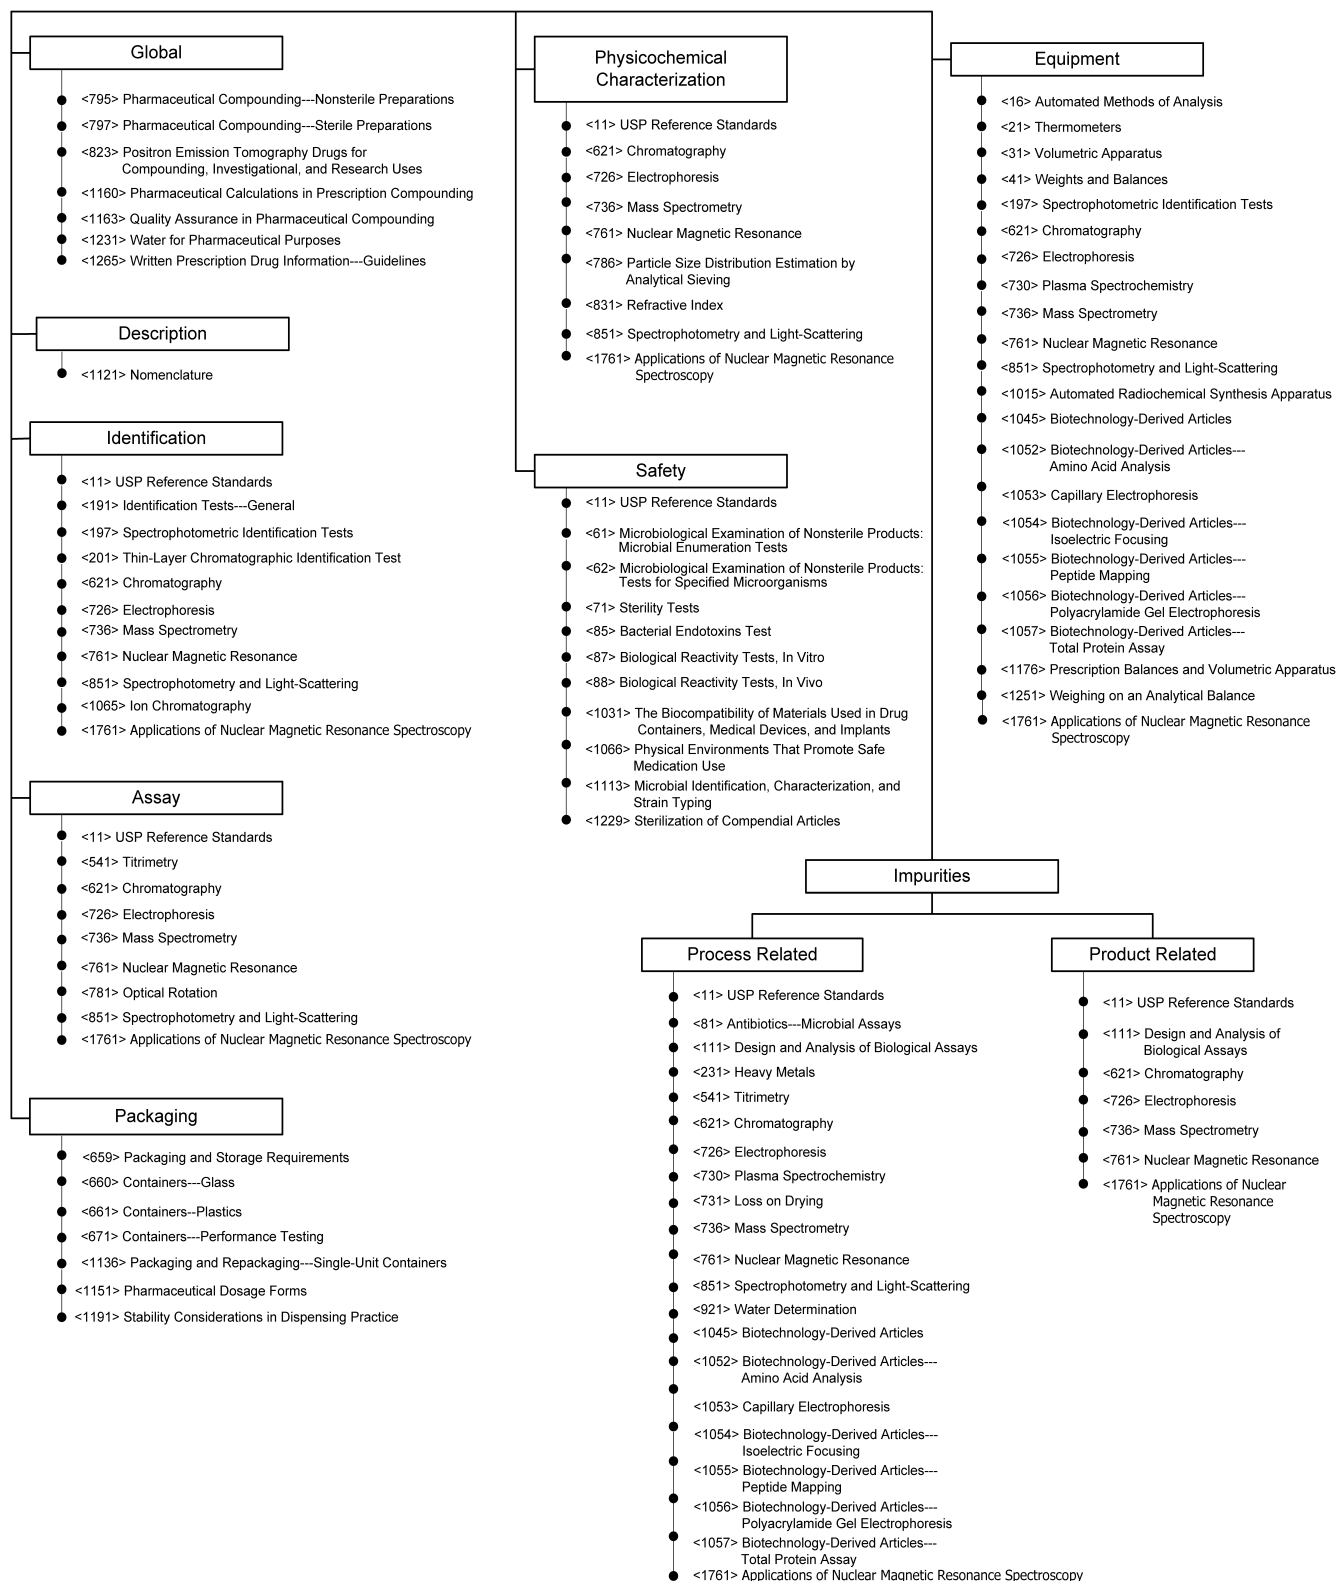 Global
<795> Pharmaceutical Compounding---Nonsterile Preparations
<797> Pharmaceutical Compounding---Sterile Preparations
<823> Positron Emission Tomography Drugs for
Compounding, Investigational, and Research Uses
<1160> Pharmaceutical Calculations in Prescription Compounding
<1163> Quality Assurance in Pharmaceutical Compounding
<1231> Water for Pharmaceutical Purposes
<1265> Written Prescription Drug Information---Guidelines
Description
<1121> Nomenclature
Identification
<11> USP Reference Standards
<191> Identification Tests---General
<197> Spectrophotometric Identification Tests
<201> Thin-Layer Chromatographic Identification Test
<621> Chromatography
<726> Electrophoresis
<736> Mass Spectrometry
<761> Nuclear Magnetic Resonance
<851> Spectrophotometry and Light-Scattering
<1065> Ion Chromatography
<1761> Applications of Nuclear Magnetic Resonance Spectroscopy
Assay
<11> USP Reference Standards
<541> Titrimetry
<621> Chromatography
<726> Electrophoresis
<736> Mass Spectrometry
<761> Nuclear Magnetic Resonance
<781> Optical Rotation
<851> Spectrophotometry and Light-Scattering
<1761> Applications of Nuclear Magnetic Resonance Spectroscopy
Packaging
<659> Packaging and Storage Requirements
<660> Containers---Glass
<661> Containers--Plastics
<671> Containers---Performance Testing
<1136> Packaging and Repackaging---Single-Unit Containers
<1151> Pharmaceutical Dosage Forms
<1191> Stability Considerations in Dispensing Practice
Physicochemical
Characterization
<11> USP Reference Standards
<621> Chromatography
<726> Electrophoresis
<736> Mass Spectrometry
<761> Nuclear Magnetic Resonance
<786> Particle Size Distribution Estimation by
Analytical Sieving
<831> Refractive Index
<851> Spectrophotometry and Light-Scattering
<1761> Applications of Nuclear Magnetic Resonance
Spectroscopy
Safety
<11> USP Reference Standards
<61> Microbiological Examination of Nonsterile Products:
Microbial Enumeration Tests
<62> Microbiological Examination of Nonsterile Products:
Tests for Specified Microorganisms
<71> Sterility Tests
<85> Bacterial Endotoxins Test
<87> Biological Reactivity Tests, In Vitro
<88> Biological Reactivity Tests, In Vivo
<1031> The Biocompatibility of Materials Used in Drug
Containers, Medical Devices, and Implants
<1066> Physical Environments That Promote Safe
Medication Use
<1113> Microbial Identification, Characterization, and
Strain Typing
<1229> Sterilization of Compendial Articles
Equipment
<16> Automated Methods of Analysis
<21> Thermometers
<31> Volumetric Apparatus
<41> Weights and Balances
<197> Spectrophotometric Identification Tests
<621> Chromatography
<726> Electrophoresis
<730> Plasma Spectrochemistry
<736> Mass Spectrometry
<761> Nuclear Magnetic Resonance
<851> Spectrophotometry and Light-Scattering
<1015> Automated Radiochemical Synthesis Apparatus
<1045> Biotechnology-Derived Articles
<1052> Biotechnology-Derived Articles---
Amino Acid Analysis
<1053> Capillary Electrophoresis
<1054> Biotechnology-Derived Articles---
Isoelectric Focusing
<1055> Biotechnology-Derived Articles---
Peptide Mapping
<1056> Biotechnology-Derived Articles---
Polyacrylamide Gel Electrophoresis
<1057> Biotechnology-Derived Articles---
Total Protein Assay
<1176> Prescription Balances and Volumetric Apparatus
<1251> Weighing on an Analytical Balance
<1761> Applications of Nuclear Magnetic Resonance
Spectroscopy
Impurities
Process Related
<11> USP Reference Standards
<81> Antibiotics---Microbial Assays
<111> Design and Analysis of Biological Assays
<231> Heavy Metals
<541> Titrimetry
<621> Chromatography
<726> Electrophoresis
<730> Plasma Spectrochemistry
<731> Loss on Drying
<736> Mass Spectrometry
<761> Nuclear Magnetic Resonance
<851> Spectrophotometry and Light-Scattering
<921> Water Determination
<1045> Biotechnology-Derived Articles
<1052> Biotechnology-Derived Articles---
Amino Acid Analysis
<1053> Capillary Electrophoresis
<1054> Biotechnology-Derived Articles---
Isoelectric Focusing
<1055> Biotechnology-Derived Articles---
Peptide Mapping
<1056> Biotechnology-Derived Articles---
Polyacrylamide Gel Electrophoresis
<1057> Biotechnology-Derived Articles---
Total Protein Assay
<1761> Applications of Nuclear Magnetic Resonance Spectroscopy
Product Related
<11> USP Reference Standards
<111> Design and Analysis of
Biological Assays
<621> Chromatography
<726> Electrophoresis
<736> Mass Spectrometry
<761> Nuclear Magnetic Resonance
<1761> Applications of Nuclear
Magnetic Resonance
Spectroscopy